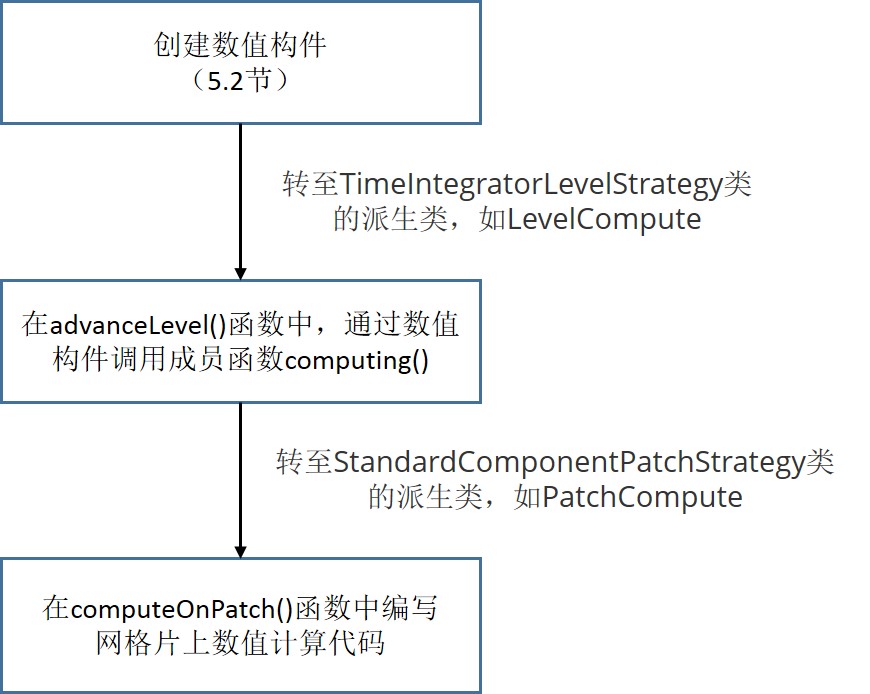 创建数值构件
（5.2节）
转至TimeIntegratorLevelStrategy类
的派生类，如LevelCompute
在advanceLevel()函数中，通过数值
构件调用成员函数computing()
转至StandardComponentPatchStrategy类
的派生类，如PatchCompute
在computeOnPatch()函数中编写
网格片上数值计算代码